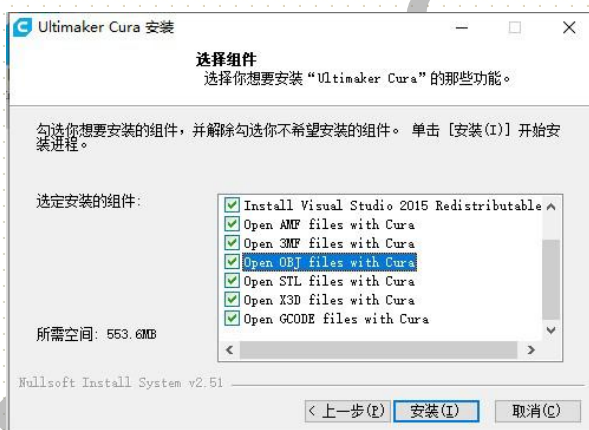 Ultimaker Cura 安装
选择组件
选择你想要安装“Ultimaker Cura”的那些功能。
勾选你想要安装的组件，并解除勾选你不希望安装的组件。 单击 [安装(I)] 开始安
装进程。
选定安装的组件:
Install Visual Studio 2015 Redistributable
Open AMF files with Cura
Open 3MF files with Cura
Open OBJ files with Cura
Open STL files with Cura
Open X3D files with Cura
Open GCODE files with Cura
所需空间: 553.6MB
Nullsoft Install System v2.51
< 上一步(P) 安装(I) 取消(C)